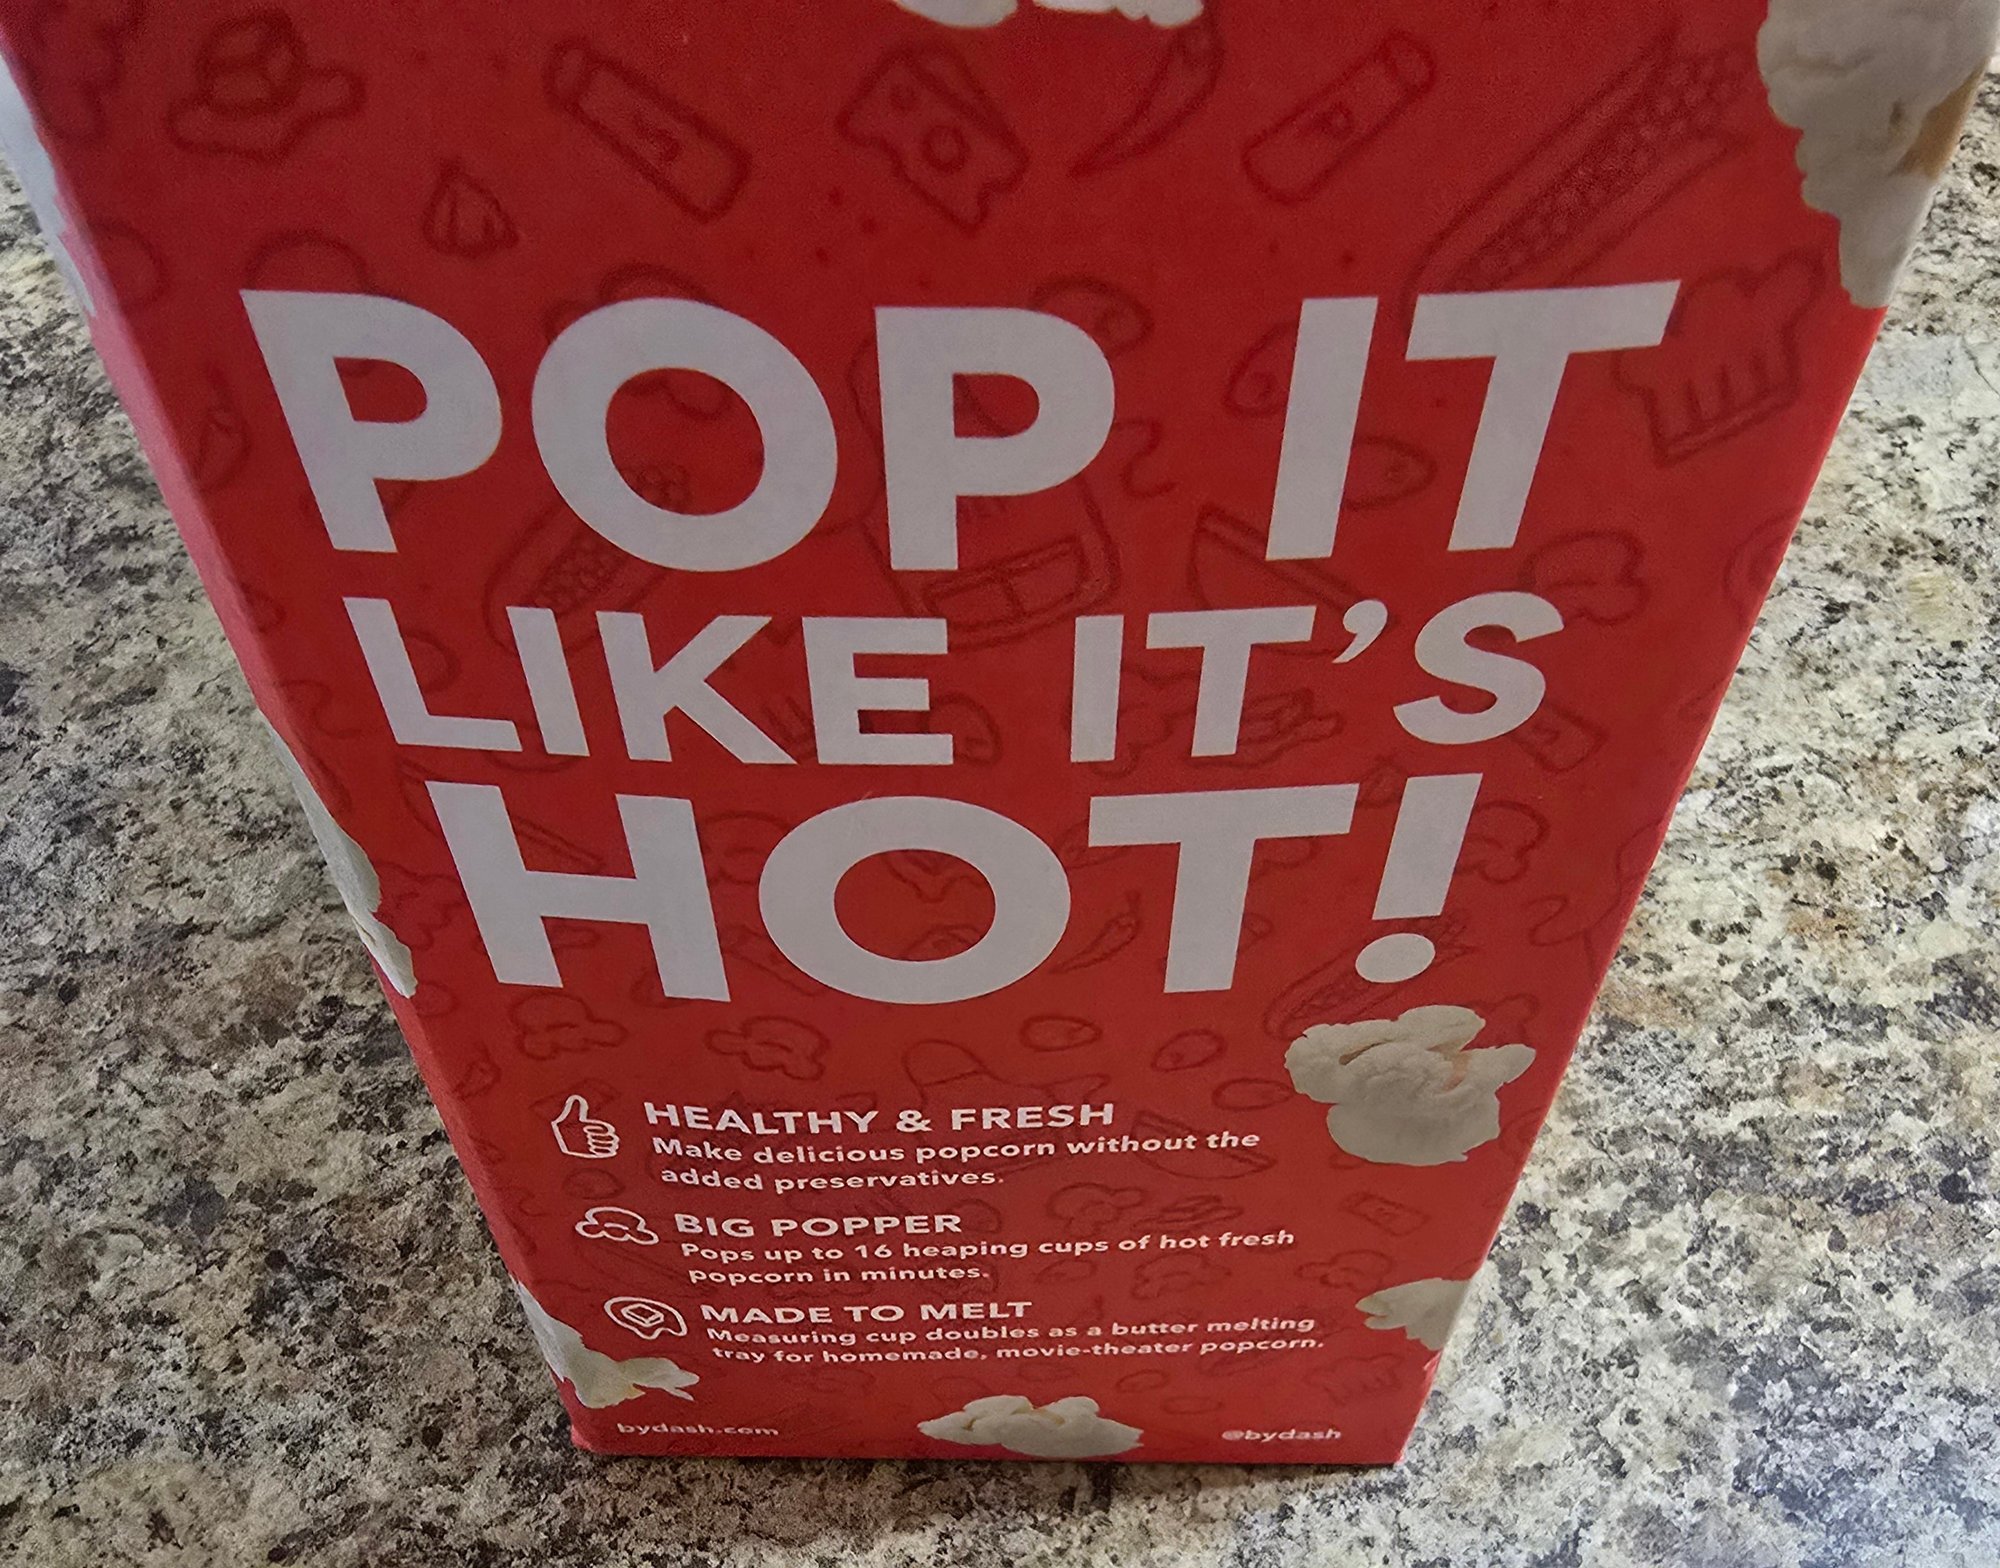 POP IT
LIKE IT'S
HOT!
HEALTHY & FRESH
Make delicious popcorn without the
added preservatives.
BIG POPPER
Pops up to 16 heaping cups of hot fresh
popcorn in minutes.
MADE TO MELT
Measuring cup doubles as a butter melting
tray for homemade, movie-theater popcorn.
bydash.com @bydash